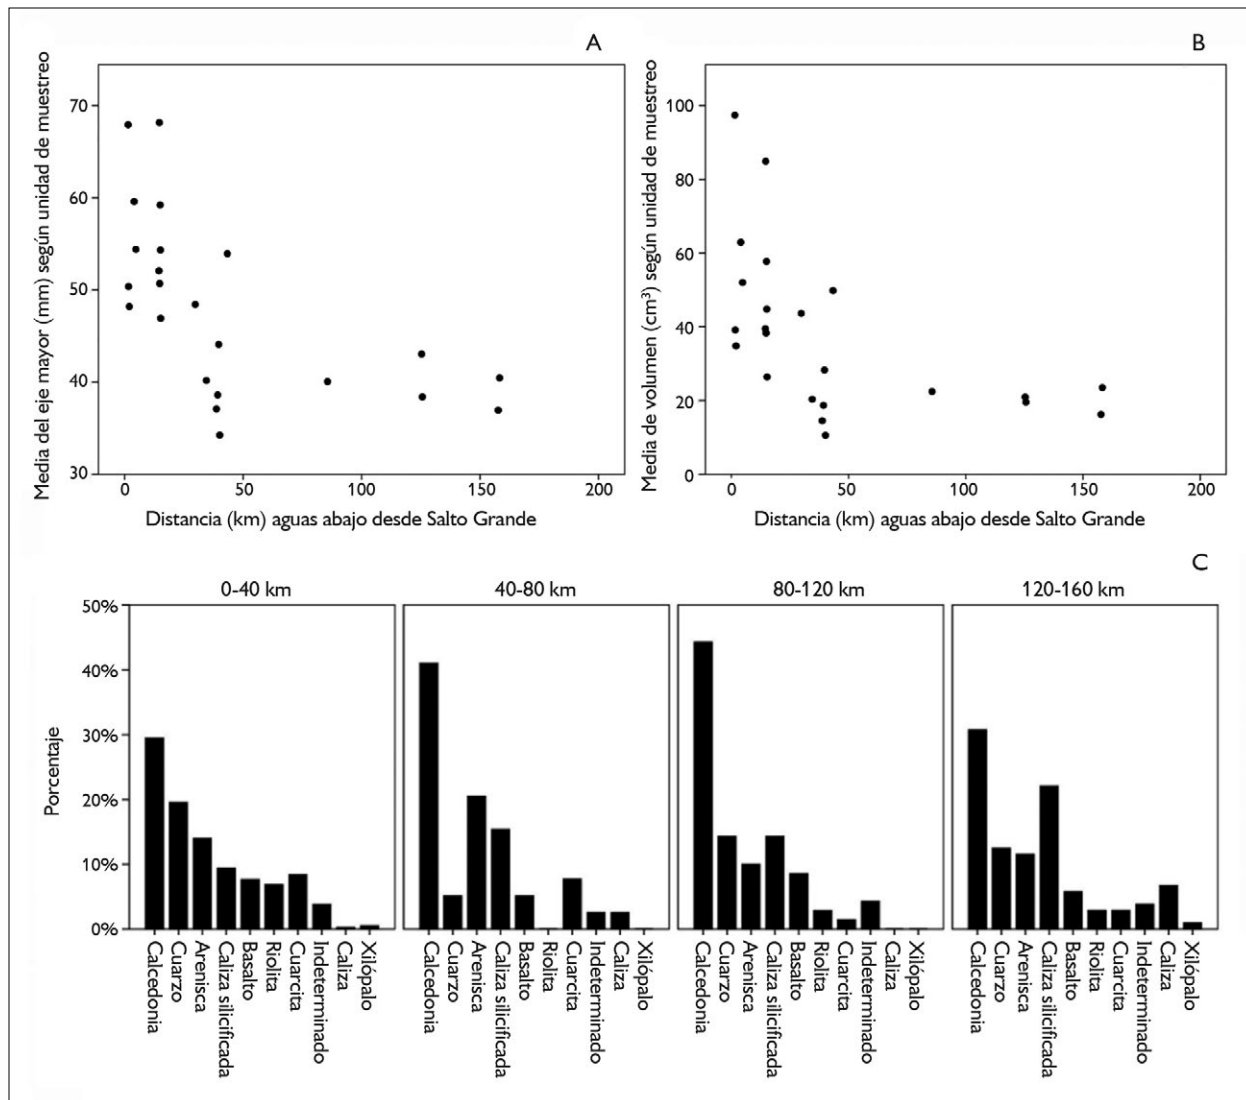 A
Media del eje mayor (mm) según unidad de muestreo
70
60
50
40
30
0 50 100 150 200
Distancia (km) aguas abajo desde Salto Grande
B
Media de volumen (cm³) según unidad de muestreo
100
80
60
40
20
0
0 50 100 150 200
Distancia (km) aguas abajo desde Salto Grande
C
0-40 km 40-80 km 80-120 km 120-160 km
Porcentaje
50%
40%
30%
20%
10%
0%
Calcedonia
Cuarzo
Arenisca
Caliza silicificada
Basalto
Riolita
Cuarcita
Indeterminado
Caliza
Xilópalo
Calcedonia
Cuarzo
Arenisca
Caliza silicificada
Basalto
Riolita
Cuarcita
Indeterminado
Caliza
Xilópalo
Calcedonia
Cuarzo
Arenisca
Caliza silicificada
Basalto
Riolita
Cuarcita
Indeterminado
Caliza
Xilópalo
Calcedonia
Cuarzo
Arenisca
Caliza silicificada
Basalto
Riolita
Cuarcita
Indeterminado
Caliza
Xilópalo